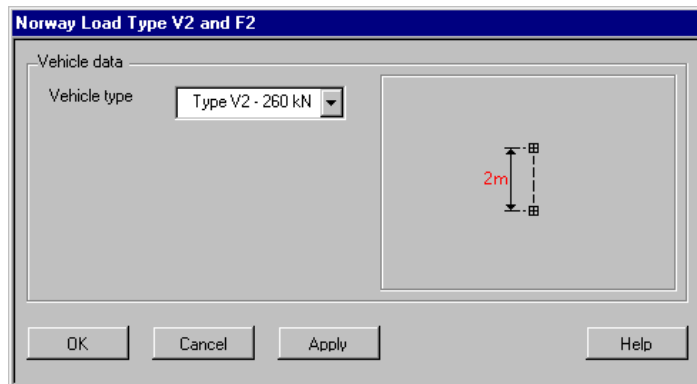 Norway Load Type V2 and F2
Vehicle data
Vehicle type
Type V2 - 260 kN
2m
OK
Cancel
Apply
Help